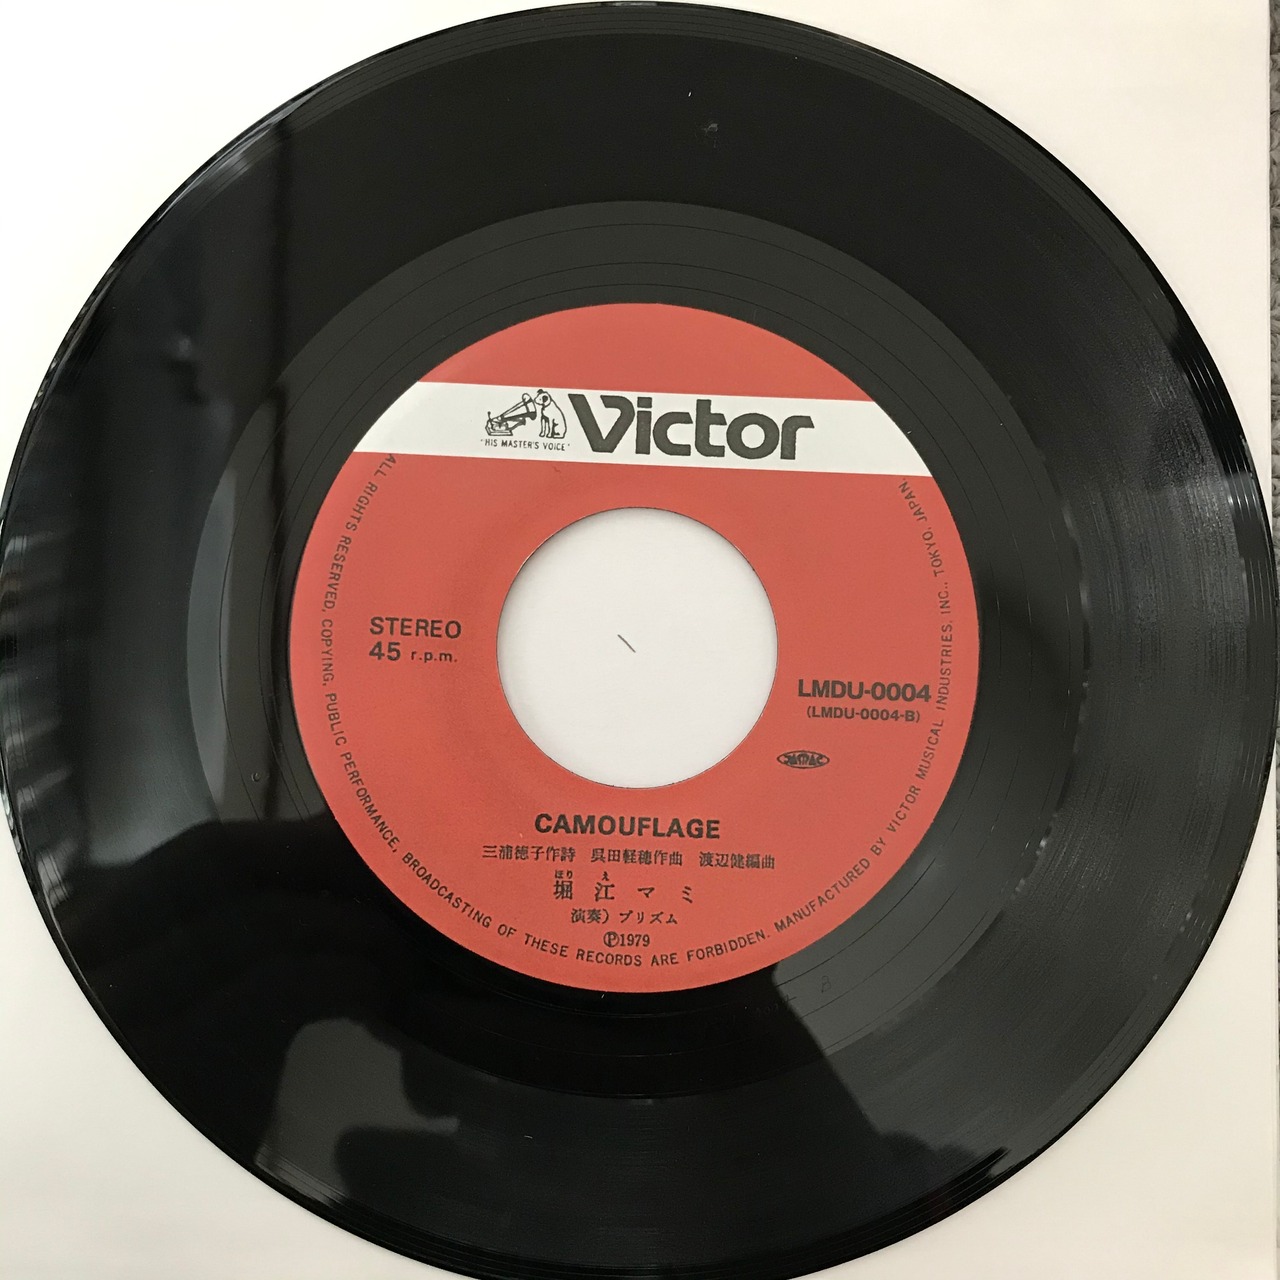 "HIS MASTER'S VOICE"
Victor
STEREO
45 r.p.m.
LMDU-0004
(LMDU-0004-B)
JASRAC
CAMOUFLAGE
三浦徳子作詩 呉田軽穂作曲 渡辺健編曲
ほり え
堀江マミ
演奏)プリズム
Ⓟ1979
ALL RIGHTS RESERVED. COPYING, PUBLIC PERFORMANCE, BROADCASTING OF THESE RECORDS ARE FORBIDDEN. MANUFACTURED BY VICTOR MUSICAL INDUSTRIES, INC., TOKYO, JAPAN.